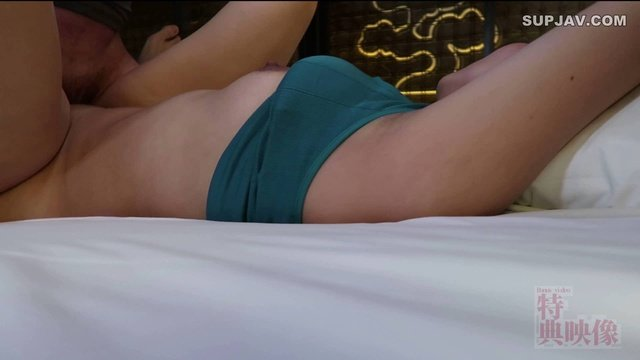 SUPJAV.COM
Bonus video
特
典映像